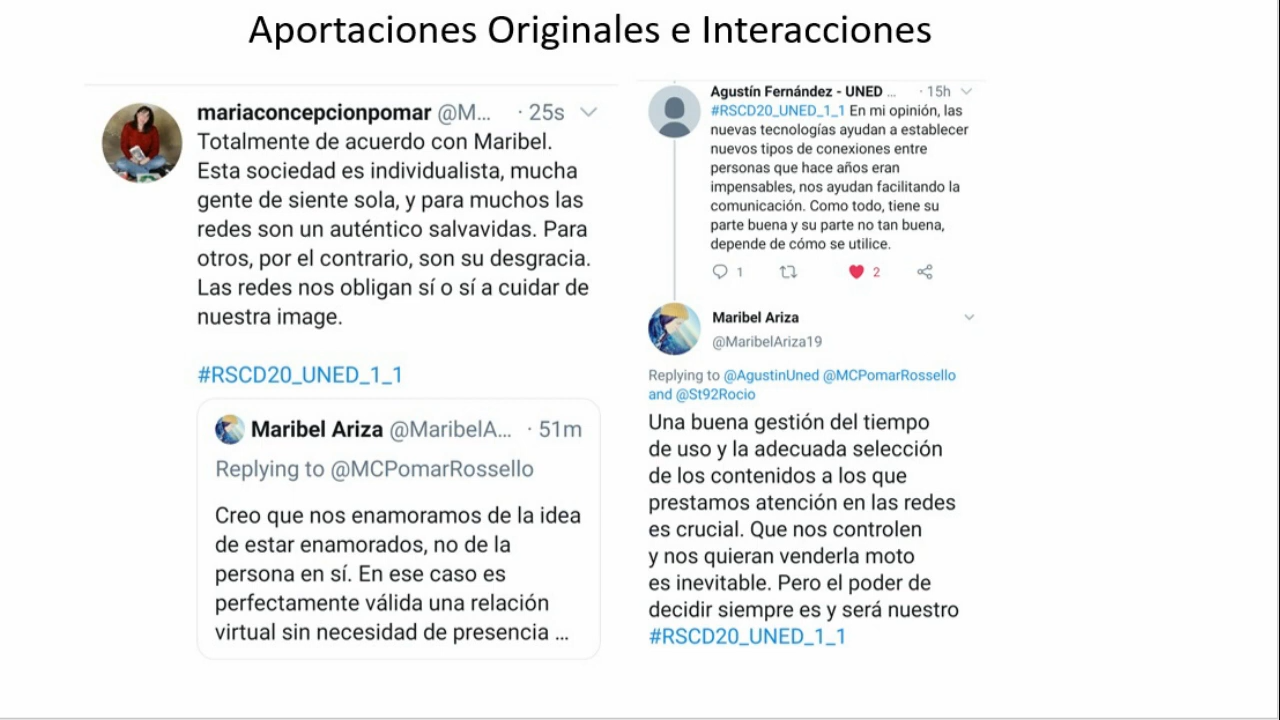 Aportaciones Originales e Interacciones
mariaconcepcionpomar @M... · 25s
Totalmente de acuerdo con Maribel.
Esta sociedad es individualista, mucha
gente de siente sola, y para muchos las
redes son un auténtico salvavidas. Para
otros, por el contrario, son su desgracia.
Las redes nos obligan sí o sí a cuidar de
nuestra image.
#RSCD20_UNED_1_1
Maribel Ariza @MaribelA... · 51m
Replying to @MCPomarRossello
Creo que nos enamoramos de la idea
de estar enamorados, no de la
persona en sí. En ese caso es
perfectamente válida una relación
virtual sin necesidad de presencia ...
Agustín Fernández - UNED ... · 15h
#RSCD20_UNED_1_1 En mi opinión, las
nuevas tecnologías ayudan a establecer
nuevos tipos de conexiones entre
personas que hace años eran
impensables, nos ayudan facilitando la
comunicación. Como todo, tiene su
parte buena y su parte no tan buena,
depende de cómo se utilice.
1 2
Maribel Ariza
@MaribelAriza19
Replying to @AgustinUned @MCPomarRossello
and @St92Rocio
Una buena gestión del tiempo
de uso y la adecuada selección
de los contenidos a los que
prestamos atención en las redes
es crucial. Que nos controlen
y nos quieran venderla moto
es inevitable. Pero el poder de
decidir siempre es y será nuestro
#RSCD20_UNED_1_1